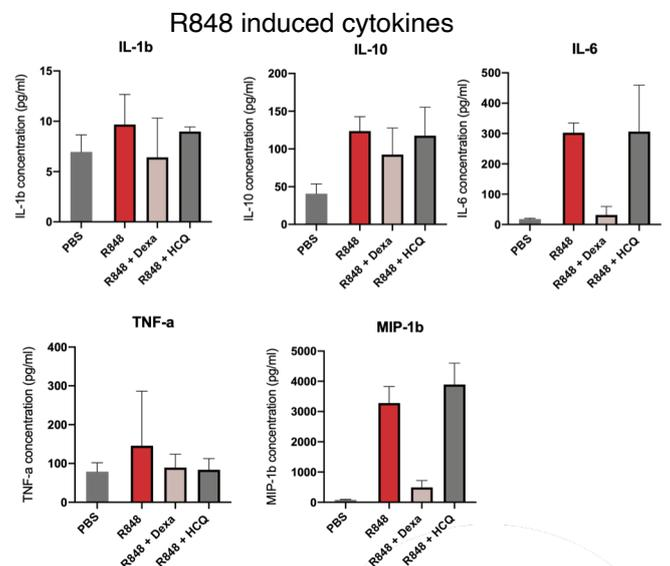 R848 induced cytokines
IL-1b
IL-1b concentration (pg/ml)
15
10
5
0
PBS
R848
R848 + Dexa
R848 + HCQ
IL-10
IL-10 concentration (pg/ml)
200
150
100
50
0
PBS
R848
R848 + Dexa
R848 + HCQ
IL-6
IL-6 concentration (pg/ml)
500
400
300
200
100
0
PBS
R848
R848 + Dexa
R848 + HCQ
TNF-a
TNF-a concentration (pg/ml)
400
300
200
100
0
PBS
R848
R848 + Dexa
R848 + HCQ
MIP-1b
MIP-1b concentration (pg/ml)
5000
4000
3000
2000
1000
0
PBS
R848
R848 + Dexa
R848 + HCQ